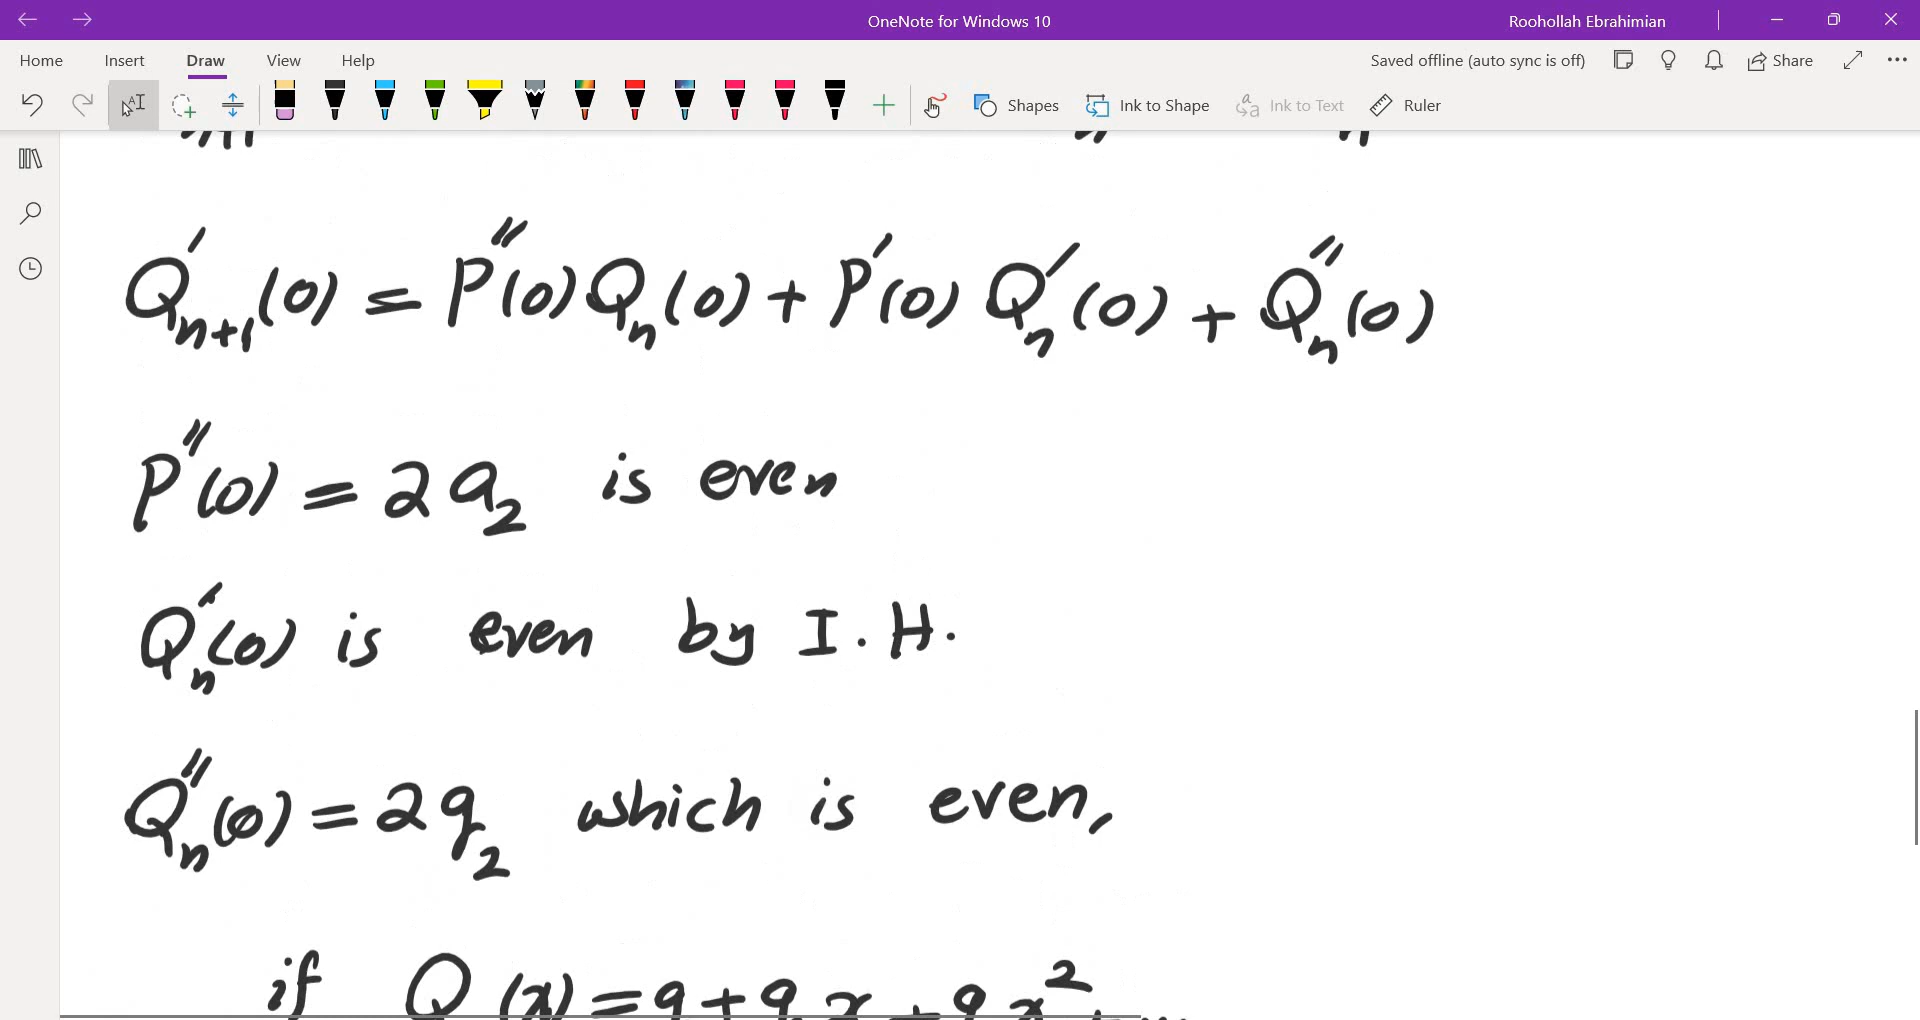 OneNote for Windows 10
Roohollah Ebrahimian
Home Insert Draw View Help
Saved offline (auto sync is off)
Share
Shapes
Ink to Shape
Ink to Text
Ruler
Q'ₙ₊₁(0) = P''(0) Qₙ(0) + P'(0) Q'ₙ(0) + Q''ₙ(0)
P''(0) = 2a₂ is even
Q'ₙ(0) is even by I.H.
Q''ₙ(0) = 2q₂ which is even,
if Q (x) = q + q x + q x²